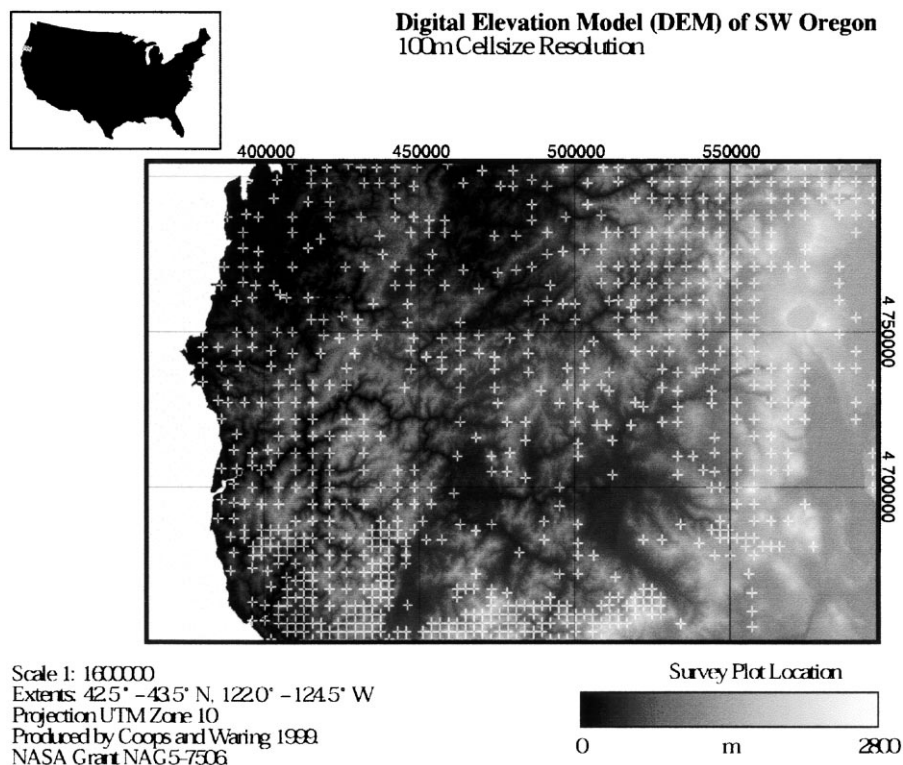 Digital Elevation Model (DEM) of SW Oregon
100m Cellsize Resolution
400000 450000 500000 550000
4 750000
4 700000
Scale 1: 1600000
Extents: 42.5° -43.5° N, 122.0° -124.5° W
Projection UTM Zone 10
Produced by Coops and Waring 1999.
NASA Grant NAG5-7506.
Survey Plot Location
0 m 2800